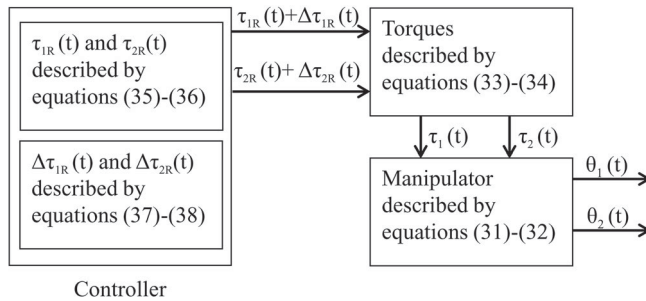 τ₁R(t) and τ₂R(t)
described by
equations (35)-(36)
Δτ₁R(t) and Δτ₂R(t)
described by
equations (37)-(38)
Controller
τ₁R(t)+Δτ₁R(t)
τ₂R(t)+Δτ₂R(t)
Torques
described by
equations (33)-(34)
τ₁(t)
τ₂(t)
Manipulator
described by
equations (31)-(32)
θ₁(t)
θ₂(t)